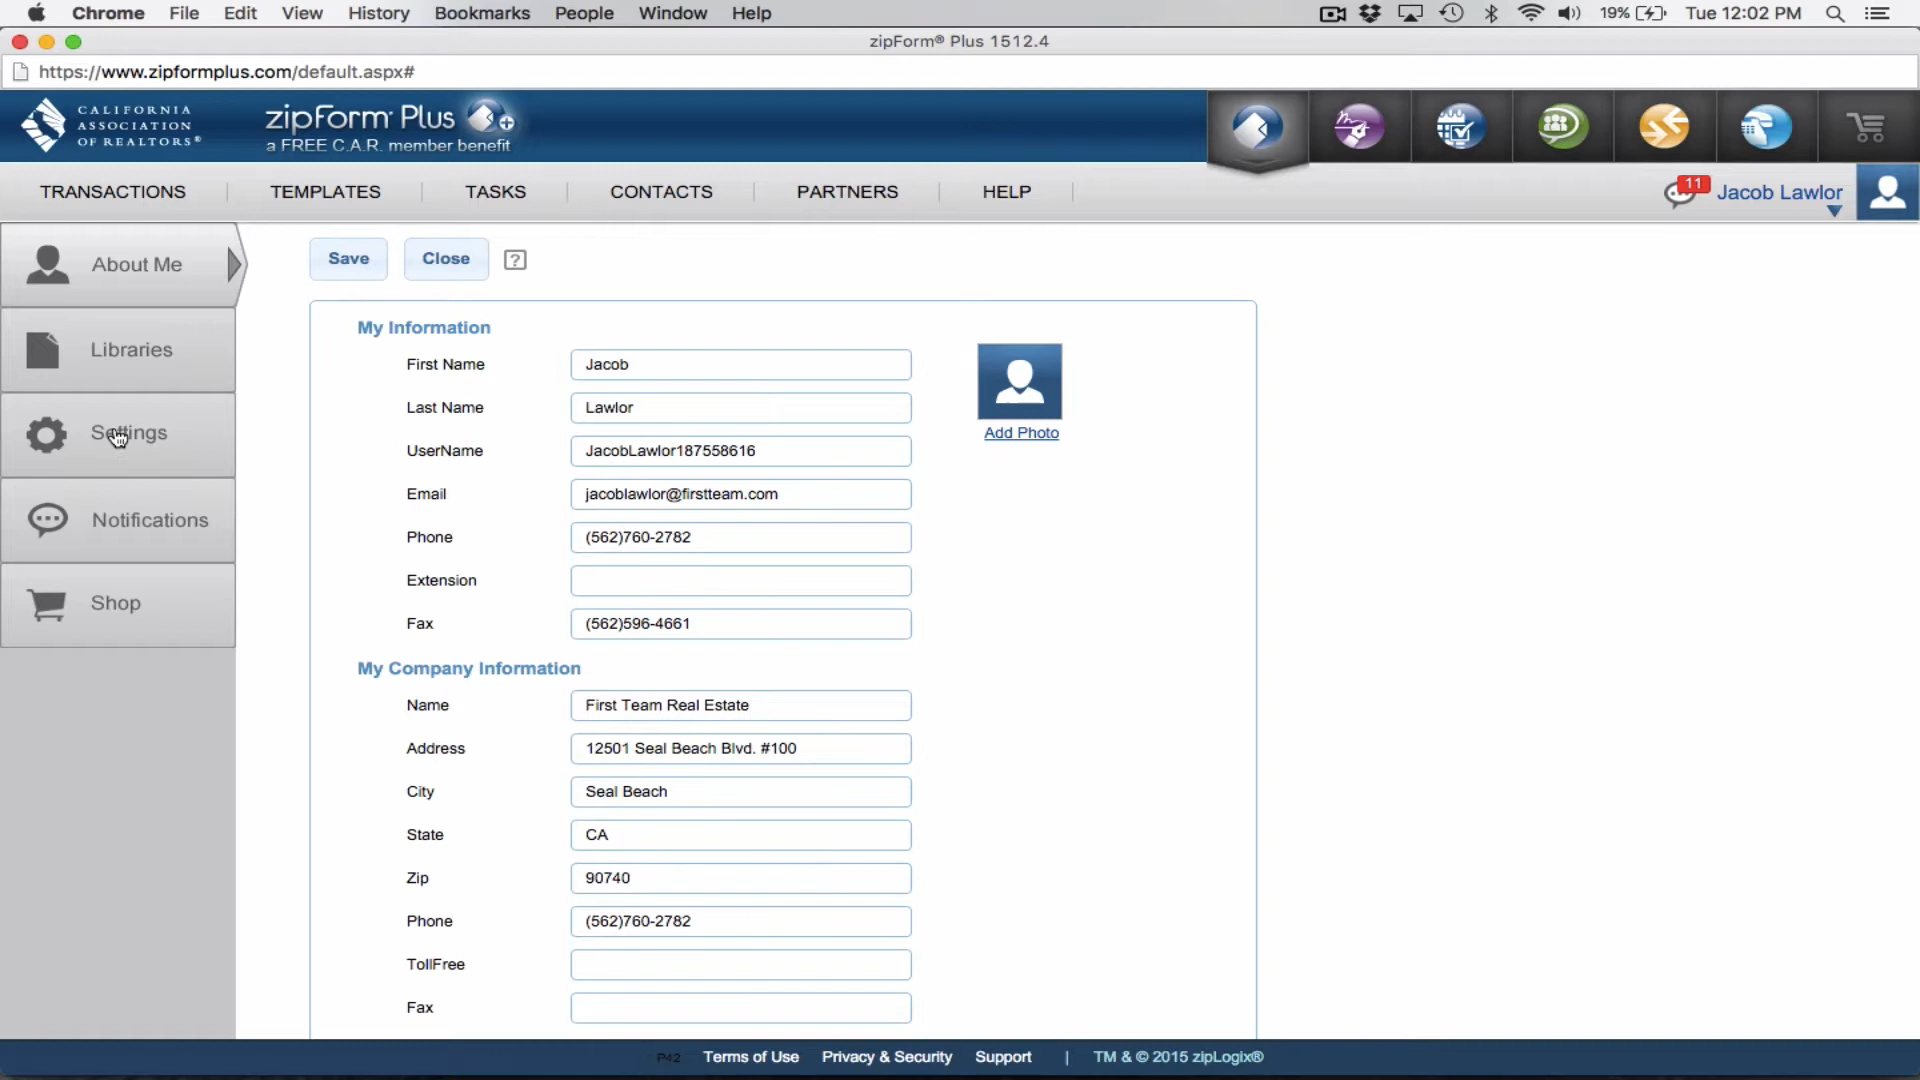 Chrome File Edit View History Bookmarks People Window Help 19% Tue 12:02 PM
zipForm® Plus 1512.4
https://www.zipformplus.com/default.aspx#
CALIFORNIA
ASSOCIATION
OF REALTORS®
zipForm® Plus
a FREE C.A.R. member benefit
TRANSACTIONS TEMPLATES TASKS CONTACTS PARTNERS HELP 11 Jacob Lawlor
About Me
Libraries
Settings
Notifications
Shop
Save Close ?
My Information
First Name Jacob
Last Name Lawlor
UserName JacobLawlor187558616
Email jacoblawlor@firstteam.com
Phone (562)760-2782
Extension
Fax (562)596-4661
Add Photo
My Company Information
Name First Team Real Estate
Address 12501 Seal Beach Blvd. #100
City Seal Beach
State CA
Zip 90740
Phone (562)760-2782
TollFree
Fax
P42 Terms of Use Privacy & Security Support | TM & © 2015 zipLogix®